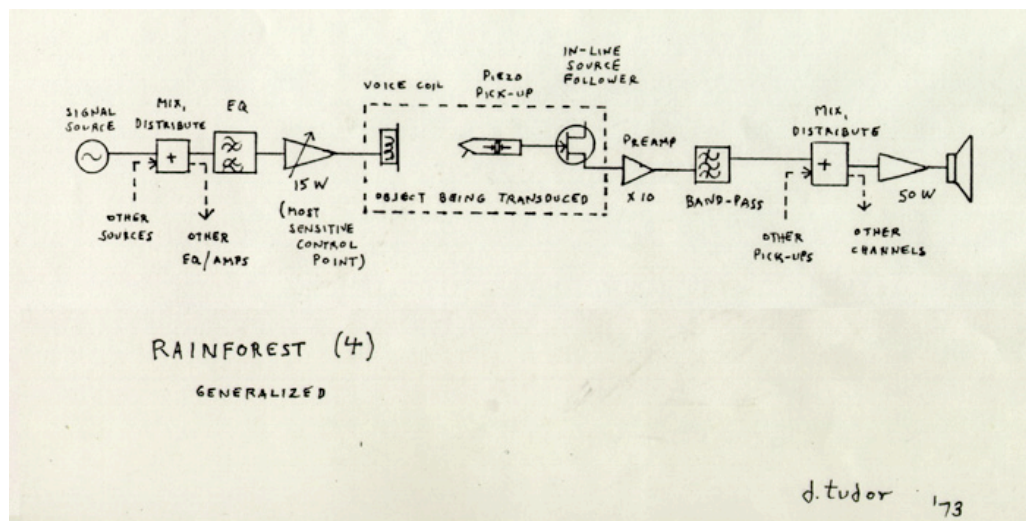 SIGNAL
SOURCE
MIX,
DISTRIBUTE
+
OTHER
SOURCES
OTHER
EQ/AMPS
EQ
15 W
(MOST
SENSITIVE
CONTROL
POINT)
VOICE COIL
PIEZO
PICK-UP
IN-LINE
SOURCE
FOLLOWER
OBJECT BEING TRANSDUCED
PREAMP
X 10
BAND-PASS
MIX,
DISTRIBUTE
+
OTHER
PICK-UPS
OTHER
CHANNELS
50 W
RAINFOREST (4)
GENERALIZED
d. tudor '73